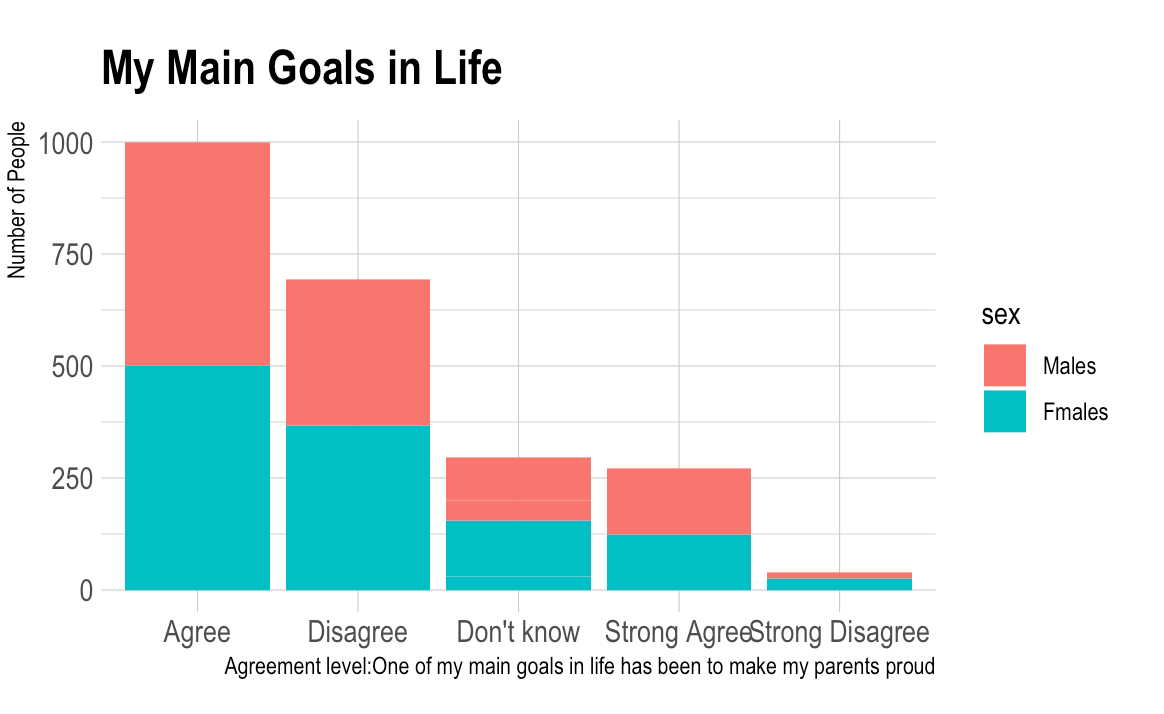 My Main Goals in Life
Number of People
1000
750
500
250
0
Agree
Disagree
Don't know
Strong Agree
Strong Disagree
Agreement level:One of my main goals in life has been to make my parents proud
sex
Males
Fmales